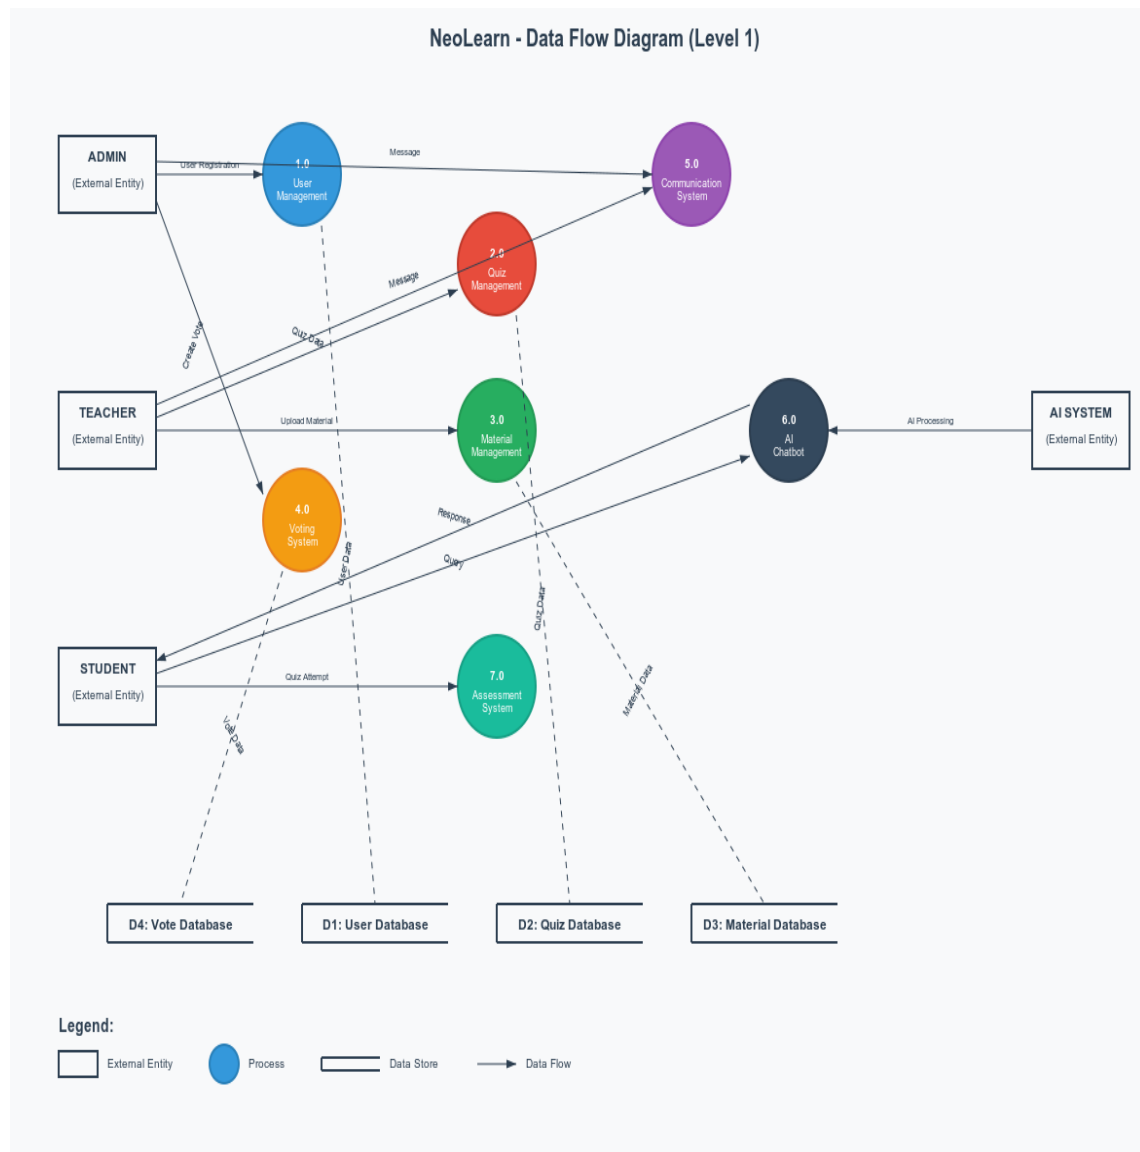 NeoLearn - Data Flow Diagram (Level 1)
ADMIN
(External Entity)
User Registration
1.0
User
Management
Message
5.0
Communication
System
2.0
Quiz
Management
Message
Quiz Data
Create Vote
TEACHER
(External Entity)
Upload Material
3.0
Material
Management
6.0
AI
Chatbot
AI Processing
AI SYSTEM
(External Entity)
4.0
Voting
System
Response
Query
User Data
Quiz Data
STUDENT
(External Entity)
Quiz Attempt
7.0
Assessment
System
Material Data
Vote Data
D4: Vote Database
D1: User Database
D2: Quiz Database
D3: Material Database
Legend:
External Entity
Process
Data Store
Data Flow